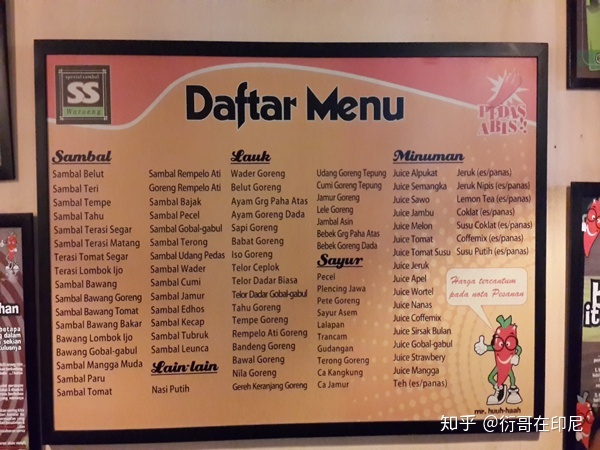 spesial sambal
SS
Waroeng
Daftar Menu
PEDAS
ABIS!!
Sambal
Sambal Belut
Sambal Teri
Sambal Tempe
Sambal Tahu
Sambal Terasi Segar
Sambal Terasi Matang
Terasi Tomat Segar
Terasi Lombok Ijo
Sambal Bawang
Sambal Bawang Goreng
Sambal Bawang Tomat
Sambal Bawang Bakar
Bawang Lombok Ijo
Bawang Gobal-gabul
Sambal Mangga Muda
Sambal Paru
Sambal Tomat
Sambal Rempelo Ati
Goreng Rempelo Ati
Sambal Bajak
Sambal Pecel
Sambal Gobal-gabul
Sambal Terong
Sambal Udang Pedas
Sambal Wader
Sambal Cumi
Sambal Jamur
Sambal Edhos
Sambal Kecap
Sambal Tubruk
Sambal Leunca
Lain-lain
Nasi Putih
Lauk
Wader Goreng
Belut Goreng
Ayam Grg Paha Atas
Ayam Goreng Dada
Sapi Goreng
Babat Goreng
Iso Goreng
Telor Ceplok
Telor Dadar Biasa
Telor Dadar Gobal-gabul
Tahu Goreng
Tempe Goreng
Rempelo Ati Goreng
Bandeng Goreng
Bawal Goreng
Nila Goreng
Gereh Keranjang Goreng
Udang Goreng Tepung
Cumi Goreng Tepung
Jamur Goreng
Lele Goreng
Jambal Asin
Bebek Grg Paha Atas
Bebek Goreng Dada
Sayur
Pecel
Plencing Jawa
Pete Goreng
Sayur Asem
Lalapan
Trancam
Gudangan
Terong Goreng
Ca Kangkung
Ca Jamur
Minuman
Juice Alpukat
Juice Semangka
Juice Sawo
Juice Jambu
Juice Melon
Juice Tomat
Juice Tomat Susu
Juice Jeruk
Juice Apel
Juice Wortel
Juice Nanas
Juice Coffemix
Juice Sirsak Bulan
Juice Gobal-gabul
Juice Strawbery
Juice Mangga
Teh (es/panas)
Jeruk (es/panas)
Jeruk Nipis (es/panas)
Lemon Tea (es/panas)
Coklat (es/panas)
Susu Coklat (es/panas)
Coffemix (es/panas)
Susu Putih (es/panas)
Harga tercantum
pada nota Pesanan
mr. huuh-haah
知乎 @衍哥在印尼